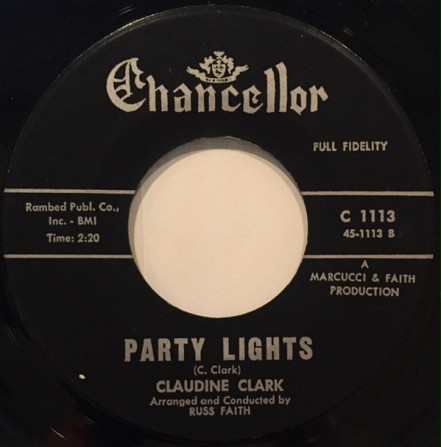 Chancellor
FULL FIDELITY
Rambed Publ. Co.,
Inc. - BMI
Time: 2:20
C 1113
45-1113 B
A
MARCUCCI & FAITH
PRODUCTION
PARTY LIGHTS
(C. Clark)
CLAUDINE CLARK
Arranged and Conducted by
RUSS FAITH